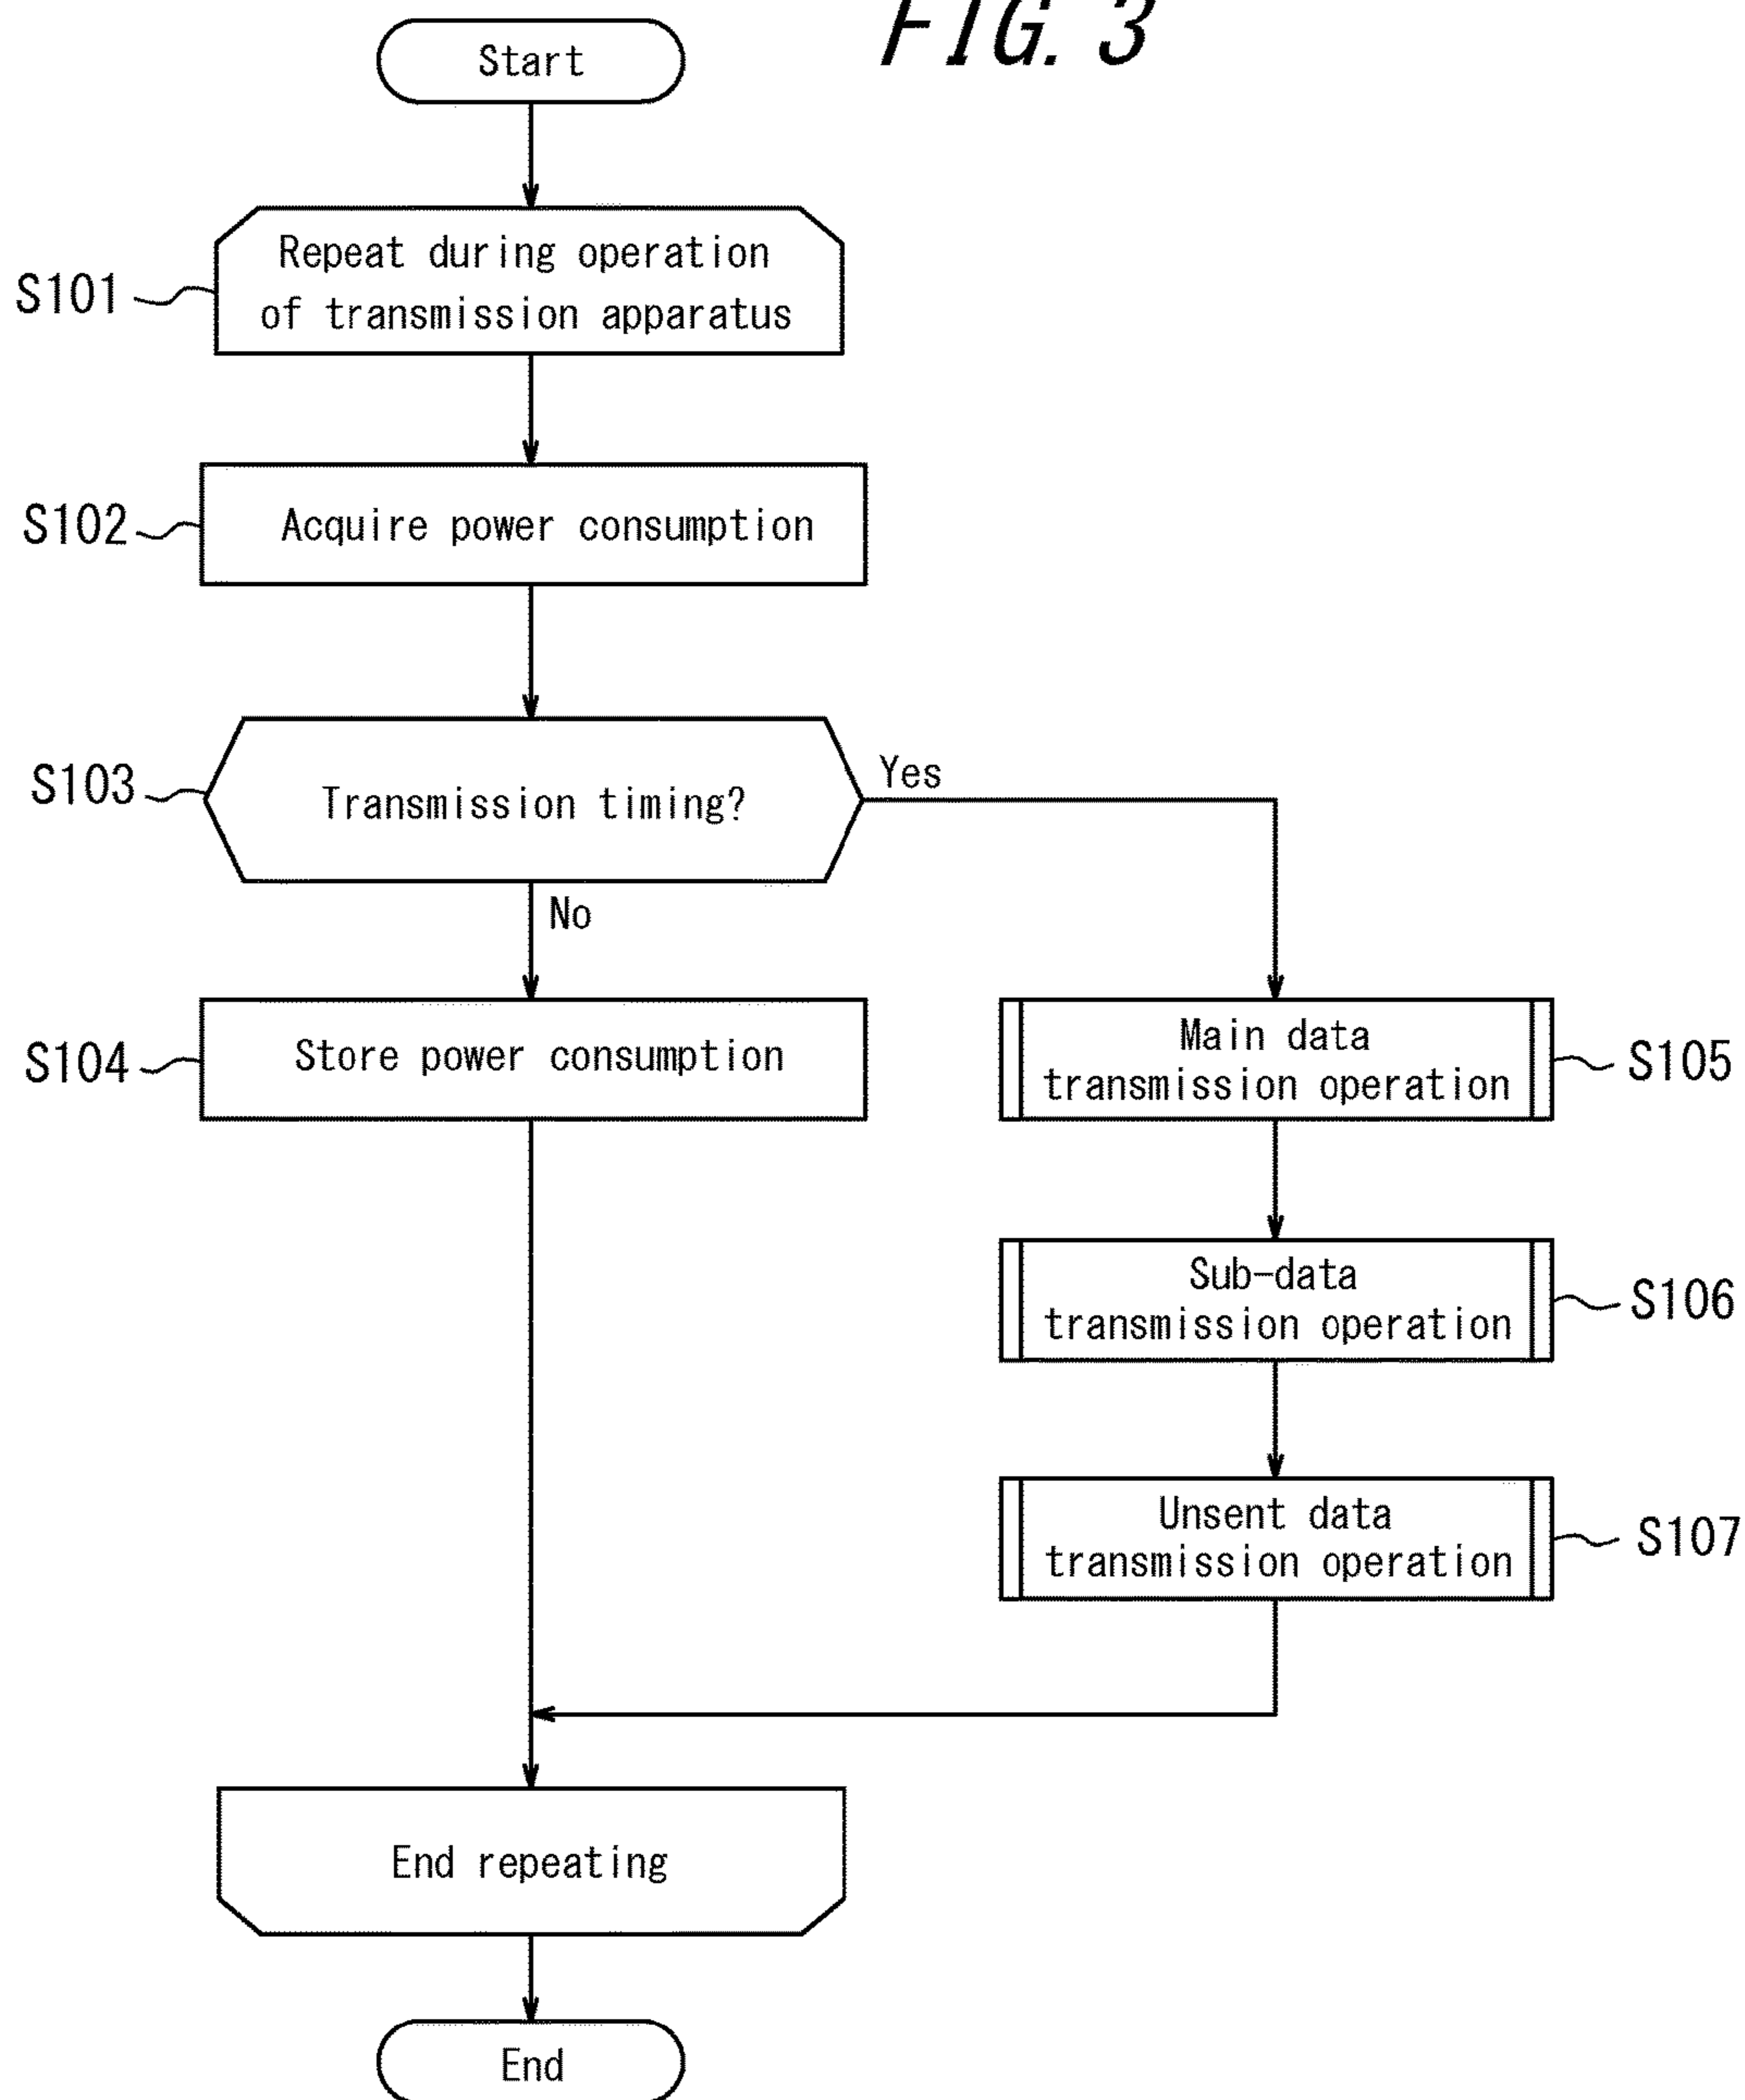 FIG. 3
Start
S101
Repeat during operation
of transmission apparatus
S102
Acquire power consumption
S103
Transmission timing?
Yes
No
S104
Store power consumption
Main data
transmission operation
S105
Sub-data
transmission operation
S106
Unsent data
transmission operation
S107
End repeating
End